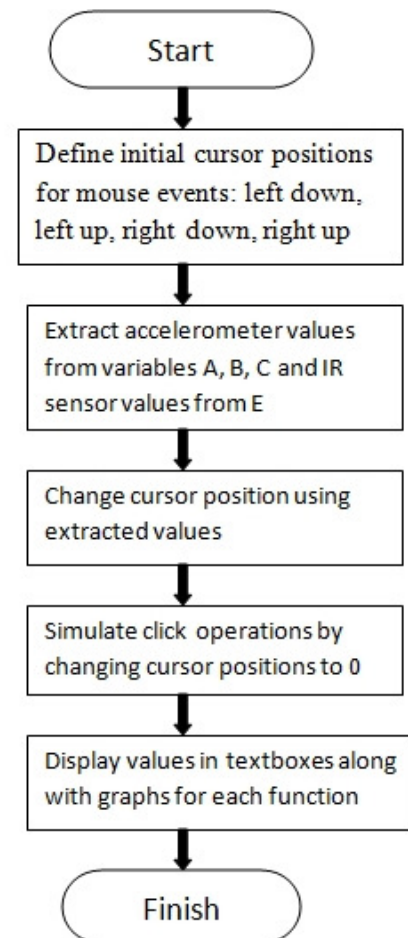 Start
Define initial cursor positions
for mouse events: left down,
left up, right down, right up
Extract accelerometer values
from variables A, B, C and IR
sensor values from E
Change cursor position using
extracted values
Simulate click operations by
changing cursor positions to 0
Display values in textboxes along
with graphs for each function
Finish